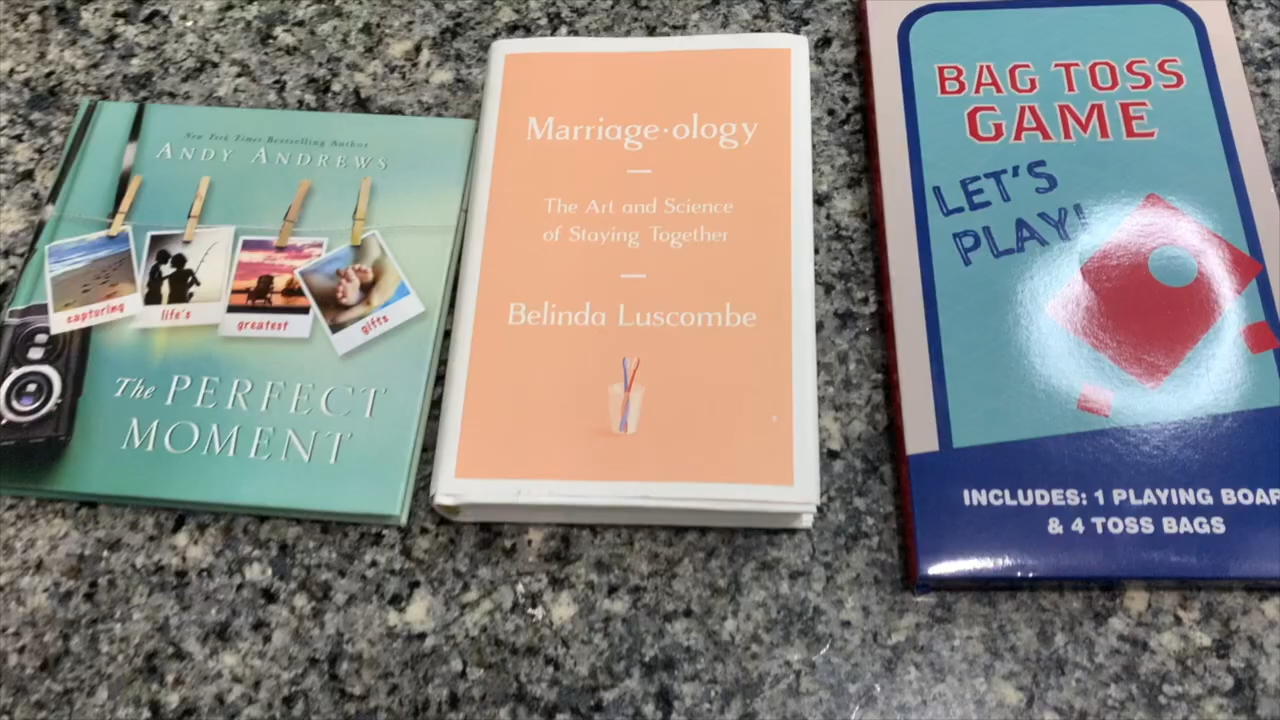 New York Times Bestselling Author
ANDY ANDREWS
capturing
life's
greatest
gifts
The PERFECT
MOMENT
Marriage·ology
The Art and Science
of Staying Together
Belinda Luscombe
BAG TOSS
GAME
LET'S
PLAY!
INCLUDES: 1 PLAYING BOAR
& 4 TOSS BAGS